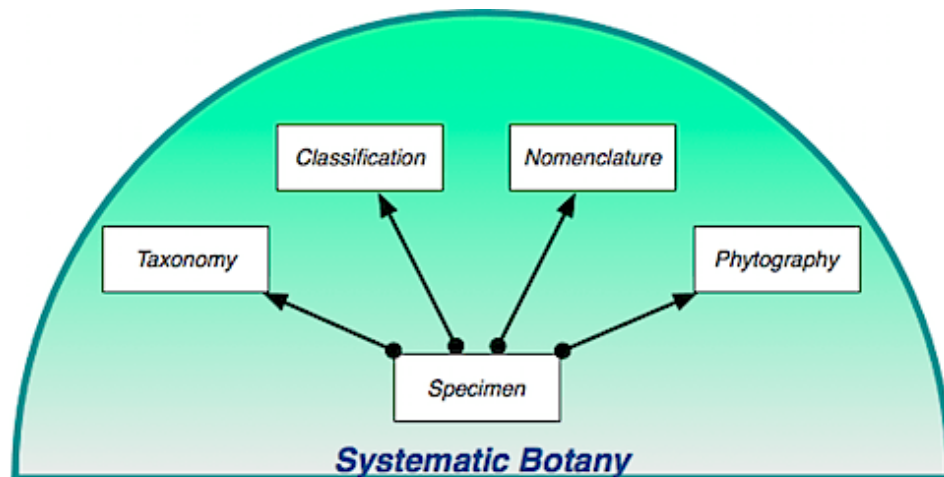 Classification
Nomenclature
Taxonomy
Phytography
Specimen
Systematic Botany